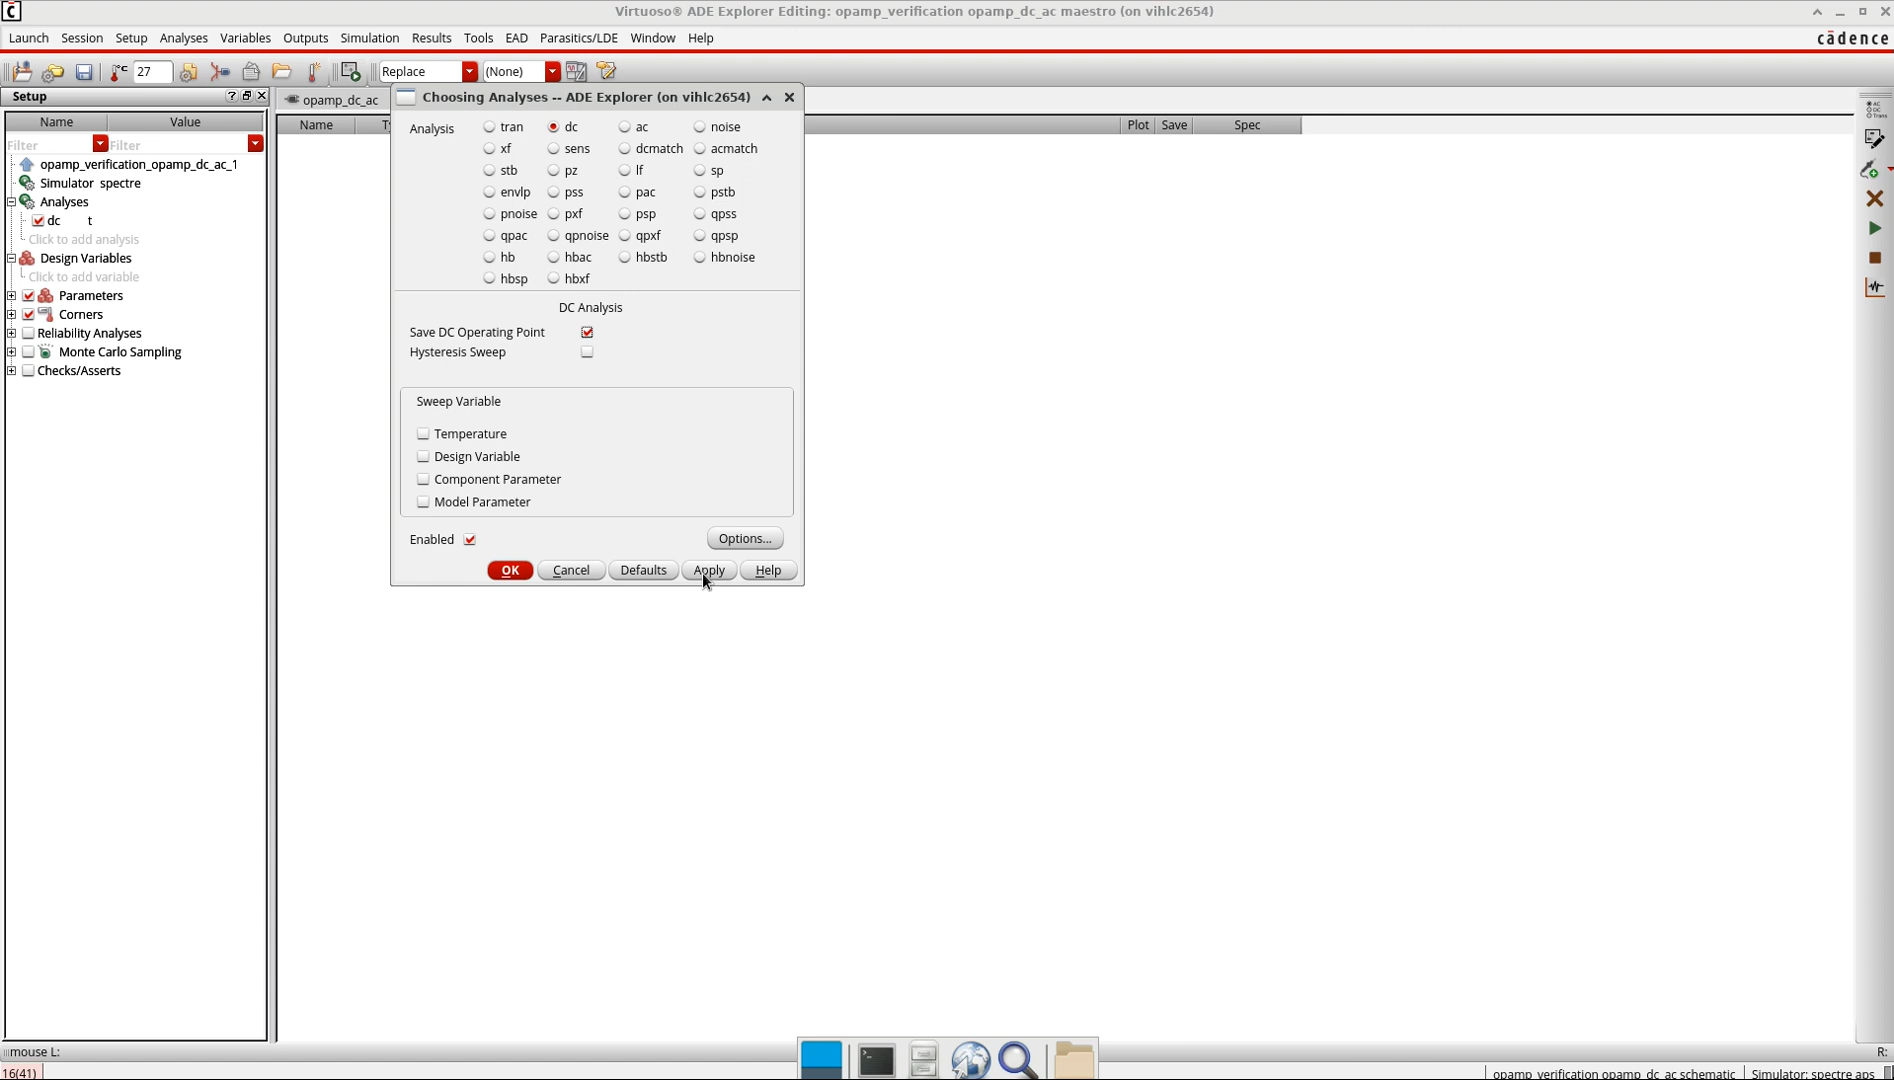 Virtuoso® ADE Explorer Editing: opamp_verification opamp_dc_ac maestro (on vihlc2654)
Launch Session Setup Analyses Variables Outputs Simulation Results Tools EAD Parasitics/LDE Window Help
cādence
27 Replace (None)
Setup
opamp_dc_ac
Name Value
Filter Filter
opamp_verification_opamp_dc_ac_1
Simulator spectre
Analyses
dc t
Click to add analysis
Design Variables
Click to add variable
Parameters
Corners
Reliability Analyses
Monte Carlo Sampling
Checks/Asserts
Name Plot Save Spec
Choosing Analyses -- ADE Explorer (on vihlc2654)
Analysis tran dc ac noise
xf sens dcmatch acmatch
stb pz lf sp
envlp pss pac pstb
pnoise pxf psp qpss
qpac qpnoise qpxf qpsp
hb hbac hbstb hbnoise
hbsp hbxf
DC Analysis
Save DC Operating Point
Hysteresis Sweep
Sweep Variable
Temperature
Design Variable
Component Parameter
Model Parameter
Enabled Options...
OK Cancel Defaults Apply Help
mouse L: R:
16(41) opamp_verification opamp_dc_ac schematic Simulator: spectre aps